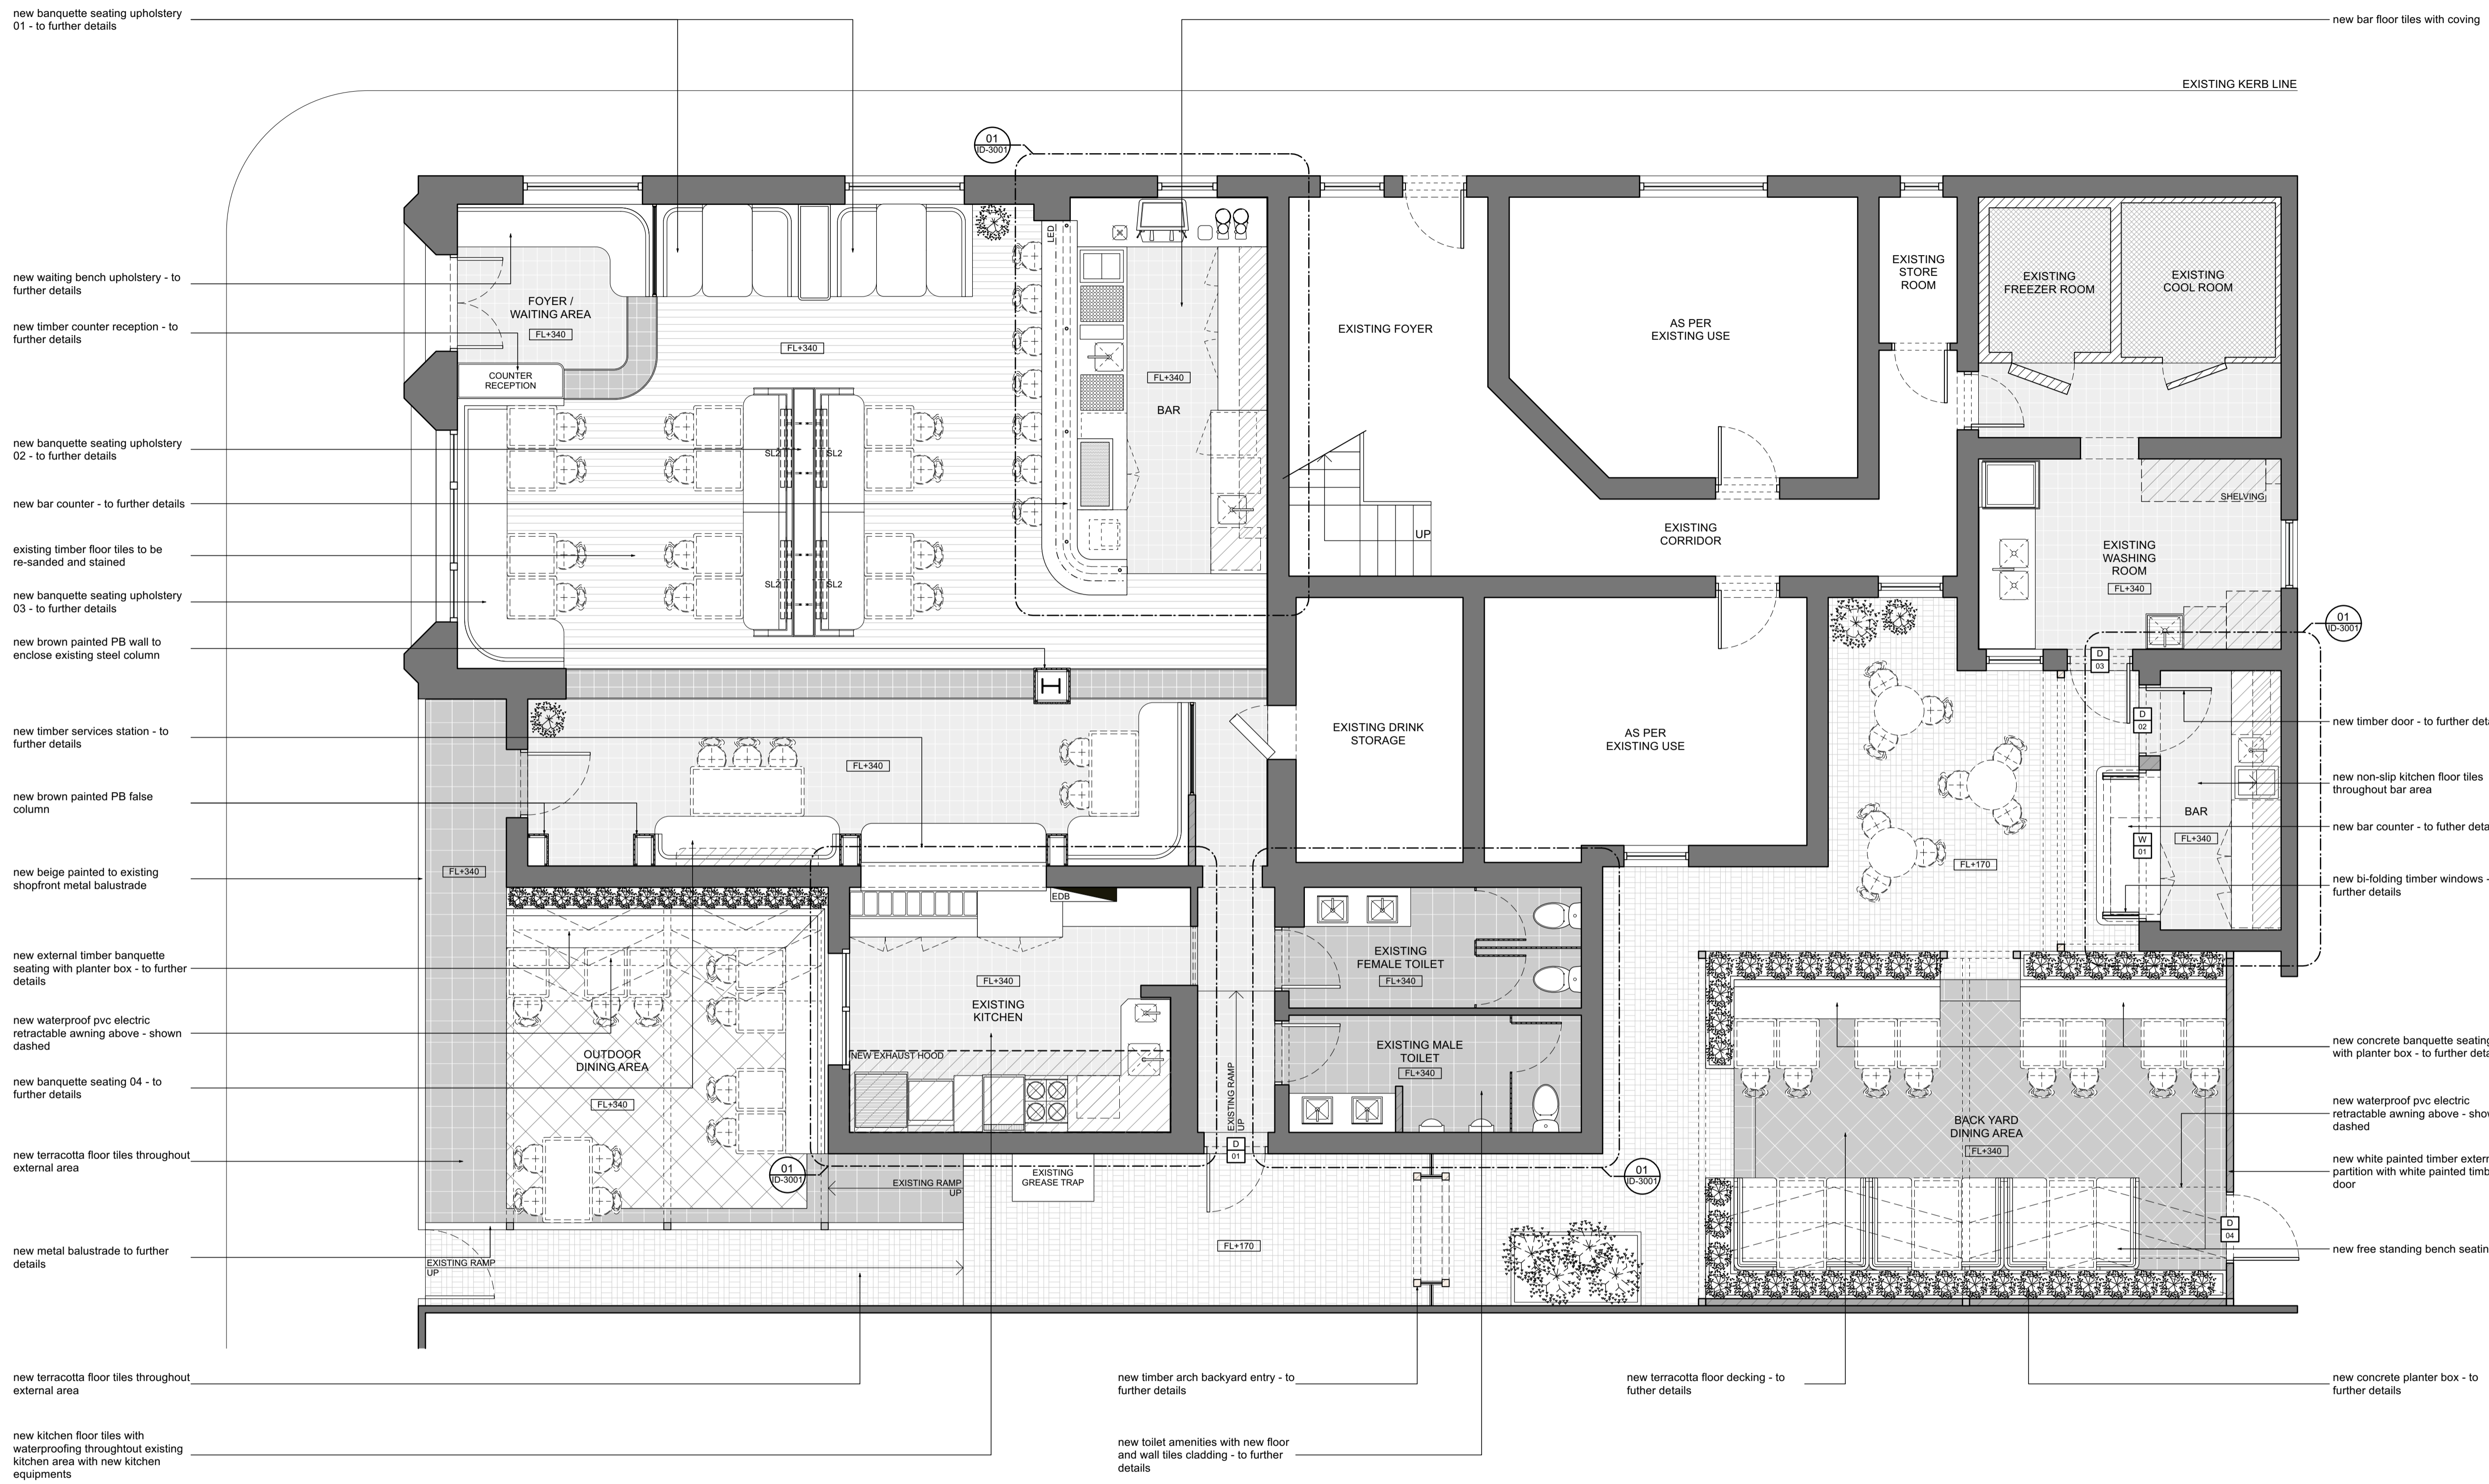 new banquette seating upholstery
01 - to further details
new bar floor tiles with coving
EXISTING KERB LINE
01
ID-3001
LED
new waiting bench upholstery - to
further details
FOYER /
WAITING AREA
FL+340
new timber counter reception - to
further details
COUNTER
RECEPTION
FL+340
FL+340
BAR
EXISTING FOYER
AS PER
EXISTING USE
EXISTING
STORE
ROOM
EXISTING
FREEZER ROOM
EXISTING
COOL ROOM
new banquette seating upholstery
02 - to further details
SL2
SL2
new bar counter - to further details
UP
EXISTING
CORRIDOR
SHELVING
existing timber floor tiles to be
re-sanded and stained
SL2
SL2
EXISTING
WASHING
ROOM
FL+340
new banquette seating upholstery
03 - to further details
01
ID-3001
new brown painted PB wall to
enclose existing steel column
D
03
new timber services station - to
further details
FL+340
EXISTING DRINK
STORAGE
AS PER
EXISTING USE
D
02
new timber door - to further deta
new brown painted PB false
column
new non-slip kitchen floor tiles
throughout bar area
BAR
FL+340
new bar counter - to futher deta
W
01
new beige painted to existing
shopfront metal balustrade
FL+340
FL+170
new bi-folding timber windows -
further details
EDB
new external timber banquette
seating with planter box - to further
details
FL+340
EXISTING
KITCHEN
EXISTING
FEMALE TOILET
FL+340
new waterproof pvc electric
retractable awning above - shown
dashed
OUTDOOR
DINING AREA
FL+340
NEW EXHAUST HOOD
EXISTING RAMP
UP
EXISTING MALE
TOILET
FL+340
new concrete banquette seating
with planter box - to further deta
new banquette seating 04 - to
further details
new waterproof pvc electric
retractable awning above - show
dashed
BACK YARD
DINING AREA
FL+340
new terracotta floor tiles throughout
external area
D
01
01
ID-3001
EXISTING RAMP
UP
EXISTING
GREASE TRAP
01
ID-3001
new white painted timber extern
partition with white painted timb
door
D
04
new metal balustrade to further
details
EXISTING RAMP
UP
FL+170
new free standing bench seatin
new terracotta floor tiles throughout
external area
new timber arch backyard entry - to
further details
new terracotta floor decking - to
futher details
new concrete planter box - to
further details
new kitchen floor tiles with
waterproofing throughtout existing
kitchen area with new kitchen
equipments
new toilet amenities with new floor
and wall tiles cladding - to further
details